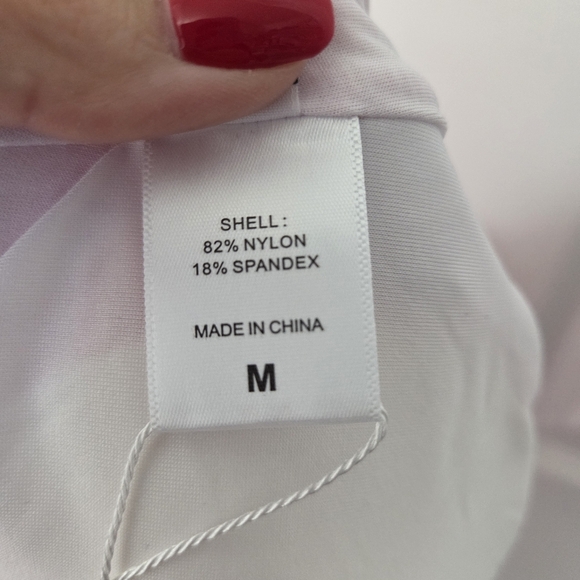 SHELL:
82% NYLON
18% SPANDEX
MADE IN CHINA
M